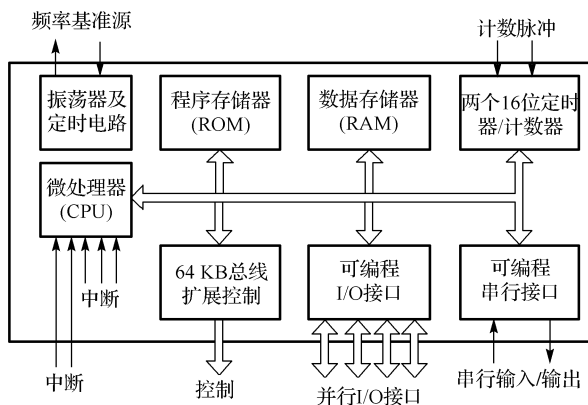 频率基准源
计数脉冲
振荡器及
定时电路
程序存储器
(ROM)
数据存储器
(RAM)
两个16位定时
器/计数器
微处理器
(CPU)
64 KB总线
扩展控制
可编程
I/O接口
可编程
串行接口
中断
中断
控制
并行I/O接口
串行输入/输出